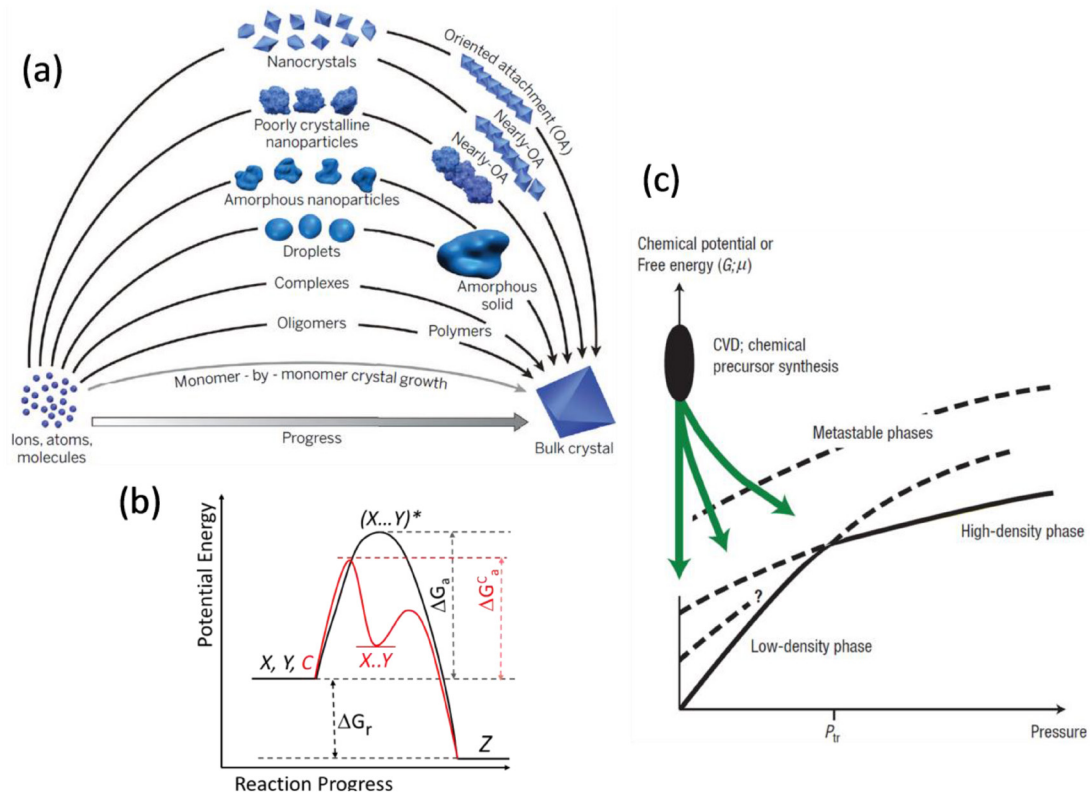 (a)
Nanocrystals
Oriented attachment (OA)
Poorly crystalline
nanoparticles
Nearly-OA
Nearly-OA
Amorphous nanoparticles
Droplets
Amorphous
solid
Complexes
Oligomers
Polymers
Monomer - by - monomer crystal growth
Ions, atoms,
molecules
Progress
Bulk crystal
(b)
Potential Energy
(X...Y)*
ΔGₐ
ΔGᶜₐ
X, Y, C
X..Y
ΔGᵣ
Z
Reaction Progress
(c)
Chemical potential or
Free energy (G;μ)
CVD; chemical
precursor synthesis
Metastable phases
High-density phase
?
Low-density phase
Ptr
Pressure